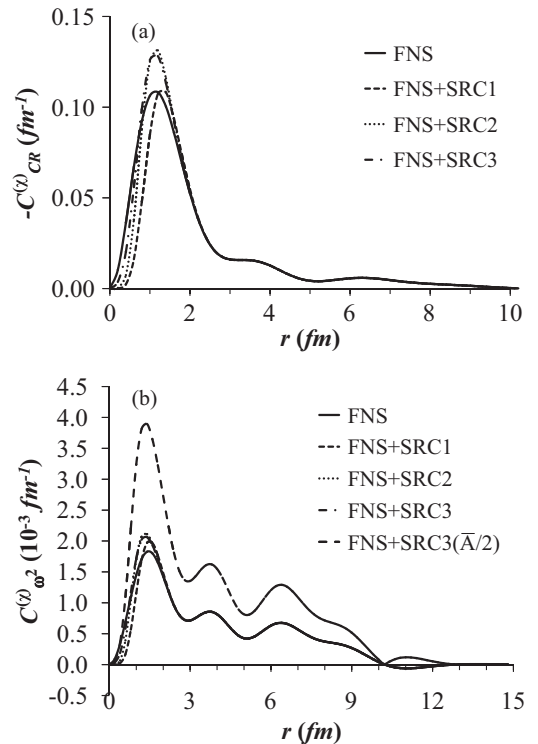 (a)
FNS
FNS+SRC1
FNS+SRC2
FNS+SRC3
-C^(χ)_CR (fm^-1)
0.15
0.10
0.05
0.00
0 2 4 6 8 10
r (fm)
(b)
FNS
FNS+SRC1
FNS+SRC2
FNS+SRC3
FNS+SRC3(A̅/2)
C^(χ)_ω² (10^-3 fm^-1)
4.5
4.0
3.5
3.0
2.5
2.0
1.5
1.0
0.5
0.0
-0.5
0 3 6 9 12 15
r (fm)